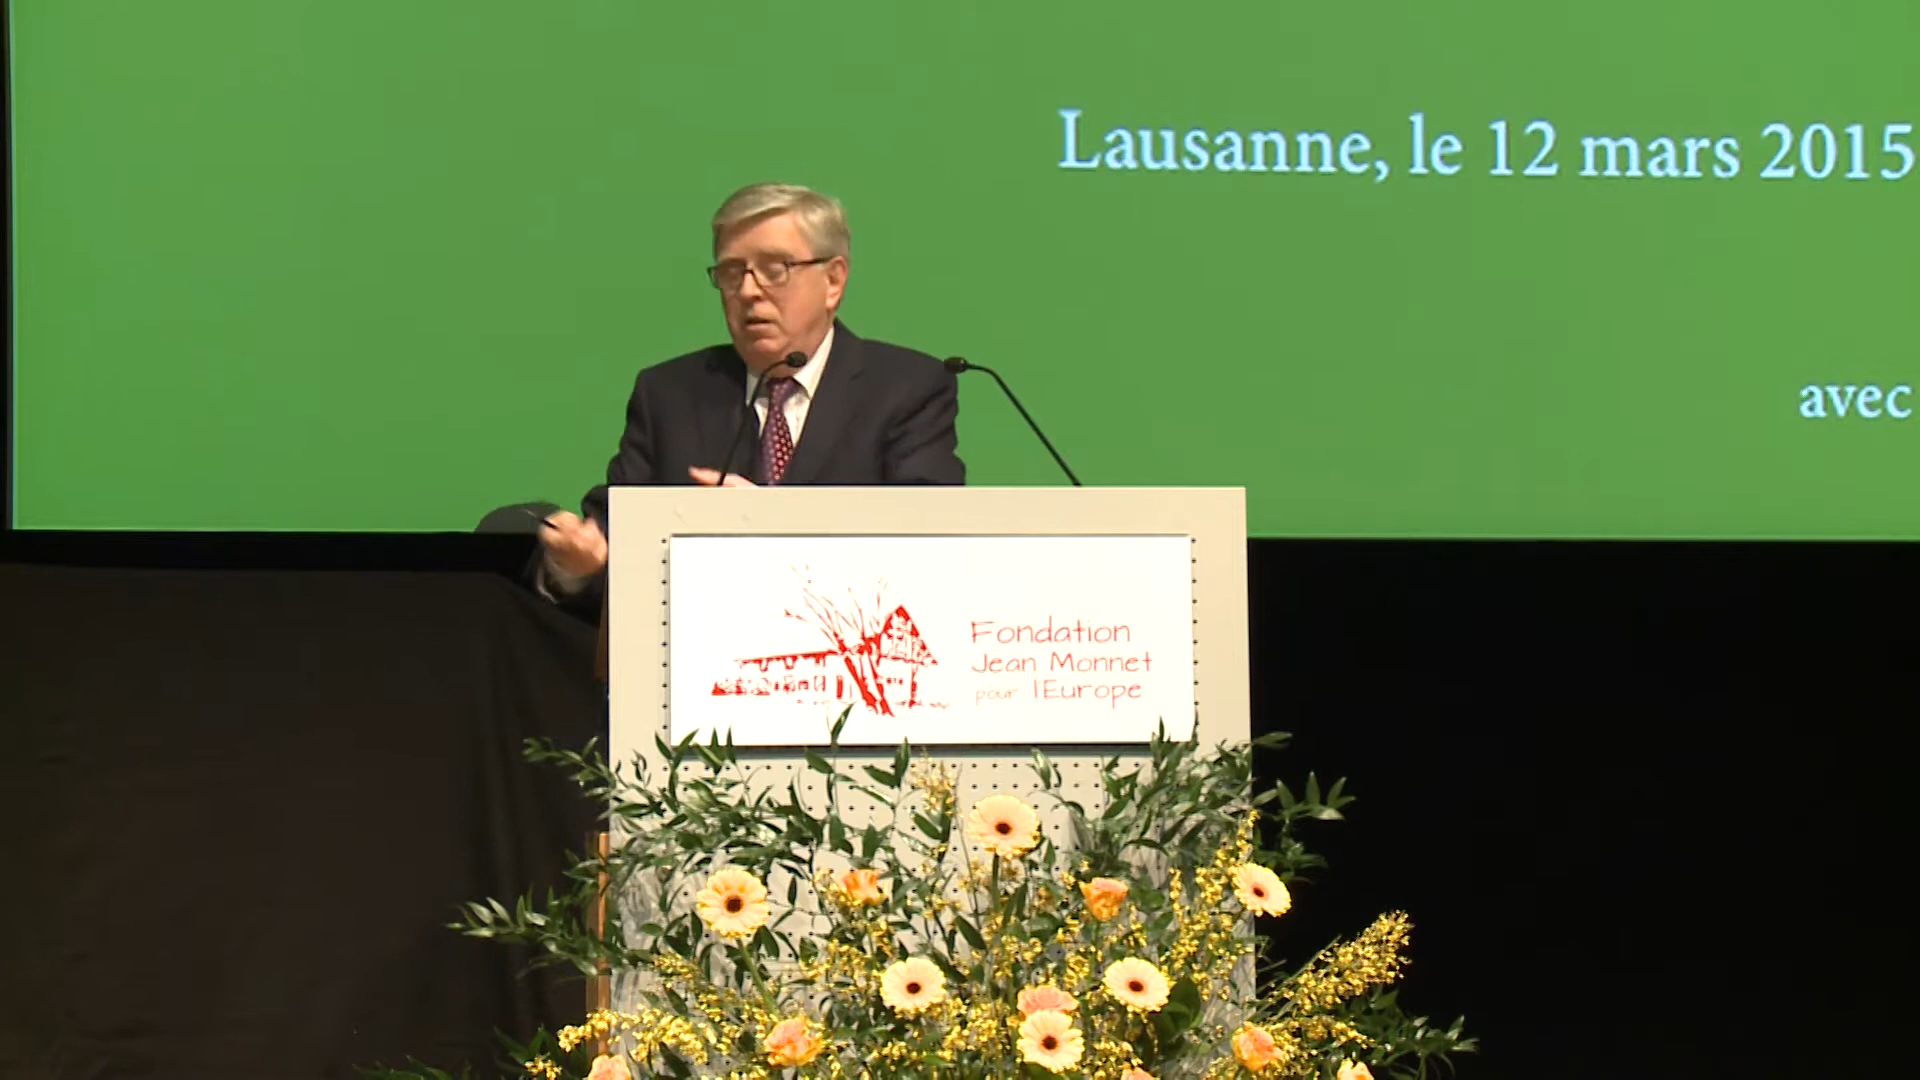 Lausanne, le 12 mars 2015
avec
Fondation
Jean Monnet
pour l'Europe